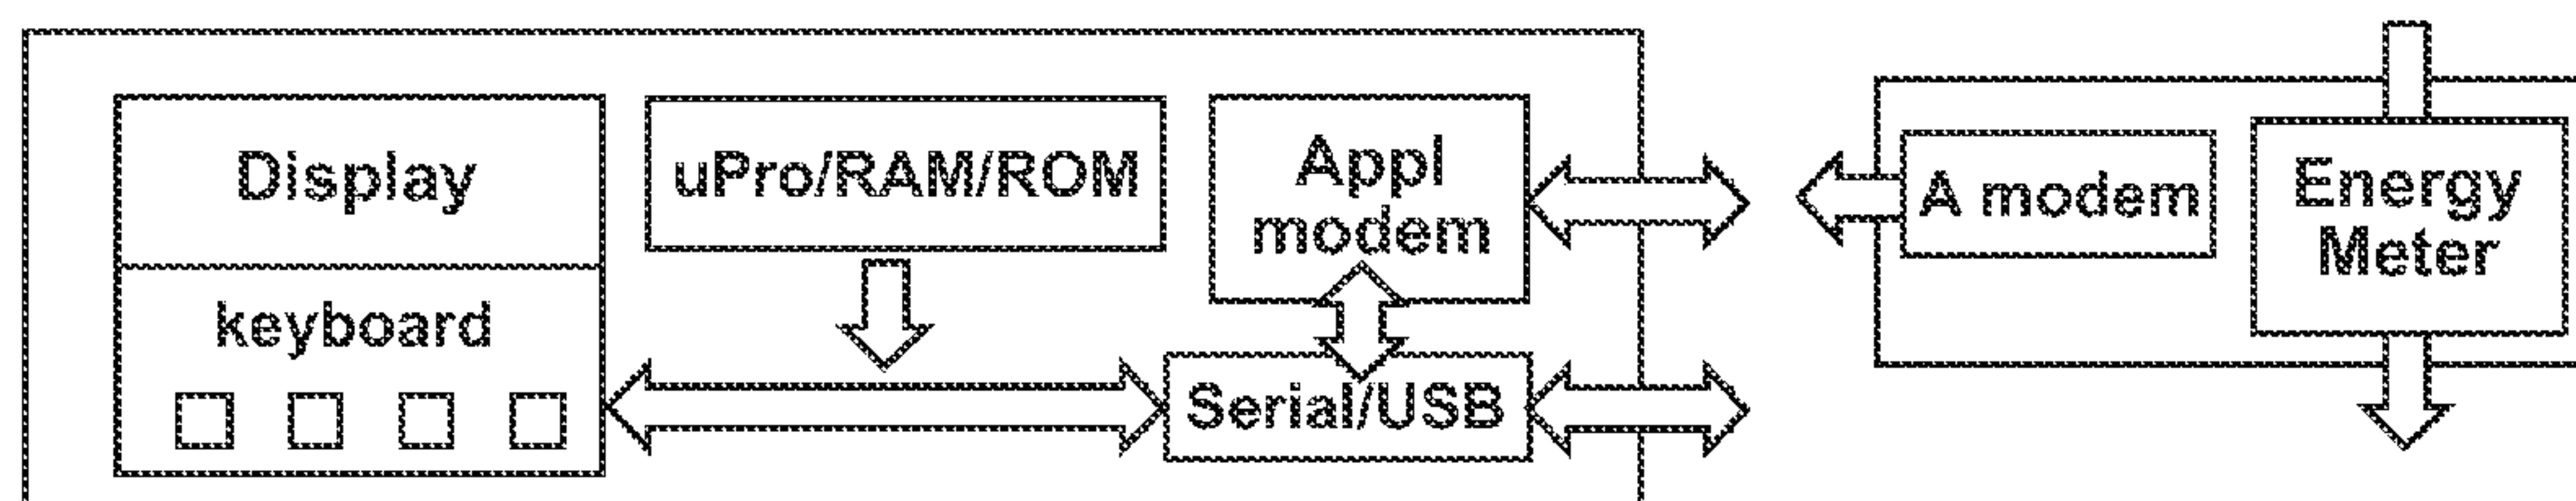 Display
keyboard
uPro/RAM/ROM
Appl
modem
Serial/USB
A modem
Energy
Meter